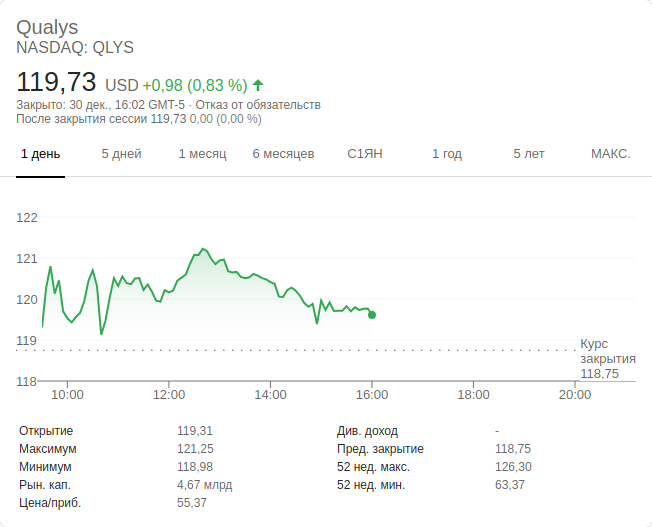 Qualys
NASDAQ: QLYS
119,73 USD +0,98 (0,83 %)
Закрыто: 30 дек., 16:02 GMT-5 · Отказ от обязательств
После закрытия сессии 119,73 0,00 (0,00 %)
1 день 5 дней 1 месяц 6 месяцев С1ЯН 1 год 5 лет МАКС.
122
121
120
119
118
Курс
закрытия
118,75
10:00 12:00 14:00 16:00 18:00 20:00
Открытие 119,31 Див. доход -
Максимум 121,25 Пред. закрытие 118,75
Минимум 118,98 52 нед. макс. 126,30
Рын. кап. 4,67 млрд 52 нед. мин. 63,37
Цена/приб. 55,37